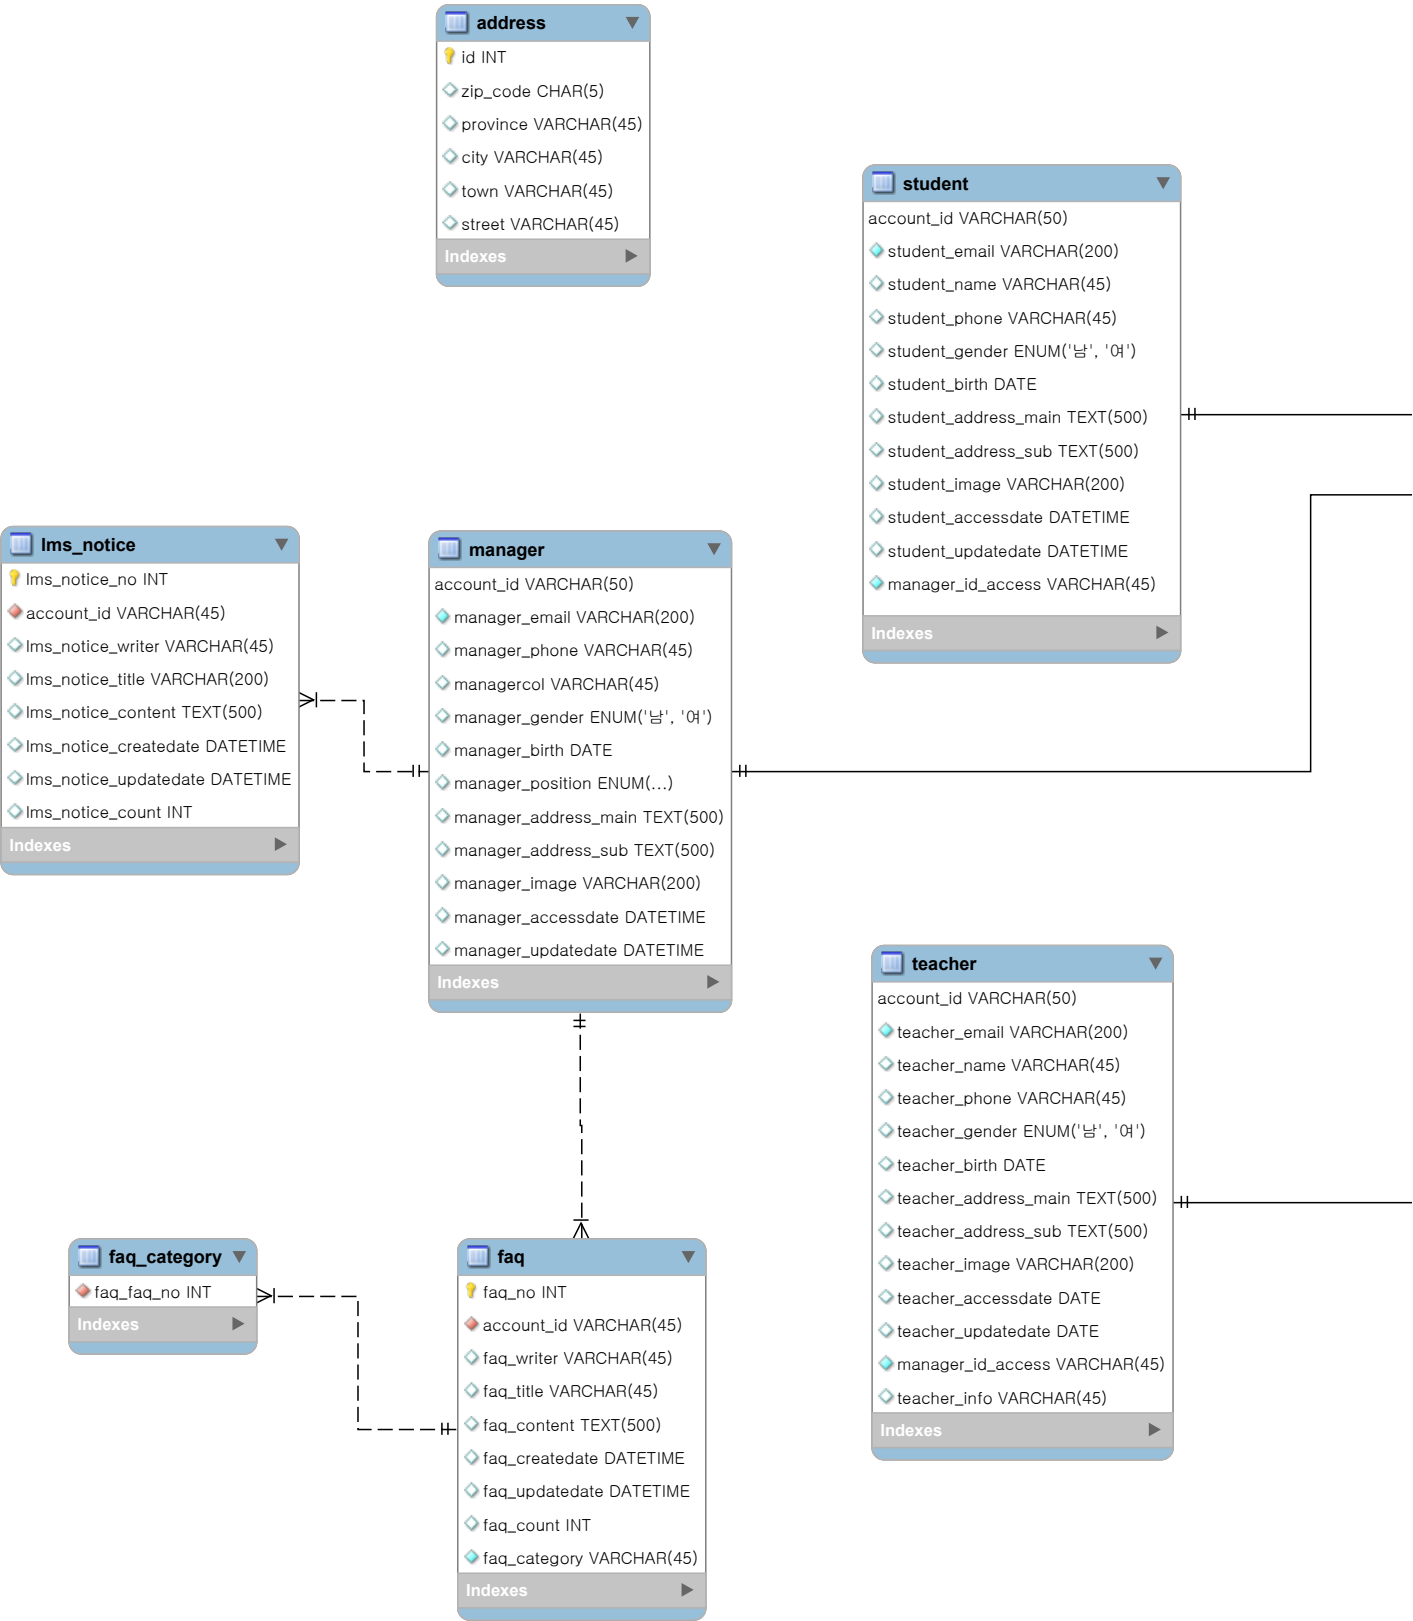 address
id INT
zip_code CHAR(5)
province VARCHAR(45)
city VARCHAR(45)
town VARCHAR(45)
street VARCHAR(45)
Indexes
student
account_id VARCHAR(50)
student_email VARCHAR(200)
student_name VARCHAR(45)
student_phone VARCHAR(45)
student_gender ENUM('남', '여')
student_birth DATE
student_address_main TEXT(500)
student_address_sub TEXT(500)
student_image VARCHAR(200)
student_accessdate DATETIME
student_updatedate DATETIME
manager_id_access VARCHAR(45)
Indexes
lms_notice
lms_notice_no INT
account_id VARCHAR(45)
lms_notice_writer VARCHAR(45)
lms_notice_title VARCHAR(200)
lms_notice_content TEXT(500)
lms_notice_createdate DATETIME
lms_notice_updatedate DATETIME
lms_notice_count INT
Indexes
manager
account_id VARCHAR(50)
manager_email VARCHAR(200)
manager_phone VARCHAR(45)
managercol VARCHAR(45)
manager_gender ENUM('남', '여')
manager_birth DATE
manager_position ENUM(...)
manager_address_main TEXT(500)
manager_address_sub TEXT(500)
manager_image VARCHAR(200)
manager_accessdate DATETIME
manager_updatedate DATETIME
Indexes
teacher
account_id VARCHAR(50)
teacher_email VARCHAR(200)
teacher_name VARCHAR(45)
teacher_phone VARCHAR(45)
teacher_gender ENUM('남', '여')
teacher_birth DATE
teacher_address_main TEXT(500)
teacher_address_sub TEXT(500)
teacher_image VARCHAR(200)
teacher_accessdate DATE
teacher_updatedate DATE
manager_id_access VARCHAR(45)
teacher_info VARCHAR(45)
Indexes
faq_category
faq_faq_no INT
Indexes
faq
faq_no INT
account_id VARCHAR(45)
faq_writer VARCHAR(45)
faq_title VARCHAR(45)
faq_content TEXT(500)
faq_createdate DATETIME
faq_updatedate DATETIME
faq_count INT
faq_category VARCHAR(45)
Indexes